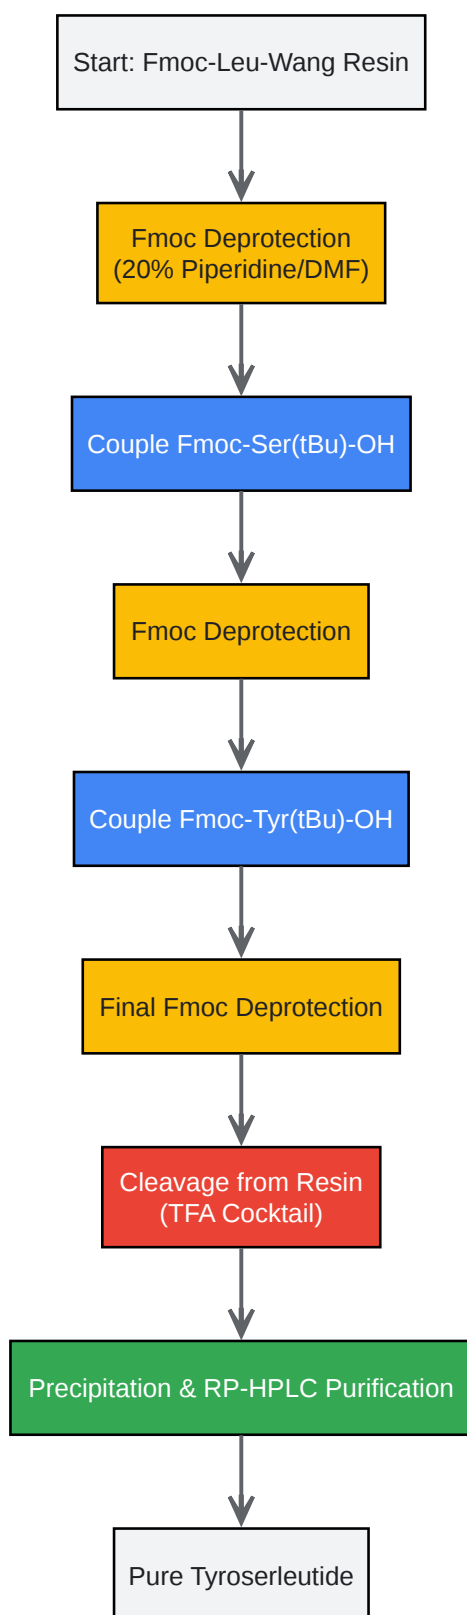 Start: Fmoc-Leu-Wang Resin
Fmoc Deprotection
(20% Piperidine/DMF)
Couple Fmoc-Ser(tBu)-OH
Fmoc Deprotection
Couple Fmoc-Tyr(tBu)-OH
Final Fmoc Deprotection
Cleavage from Resin
(TFA Cocktail)
Precipitation & RP-HPLC Purification
Pure Tyroserleutide